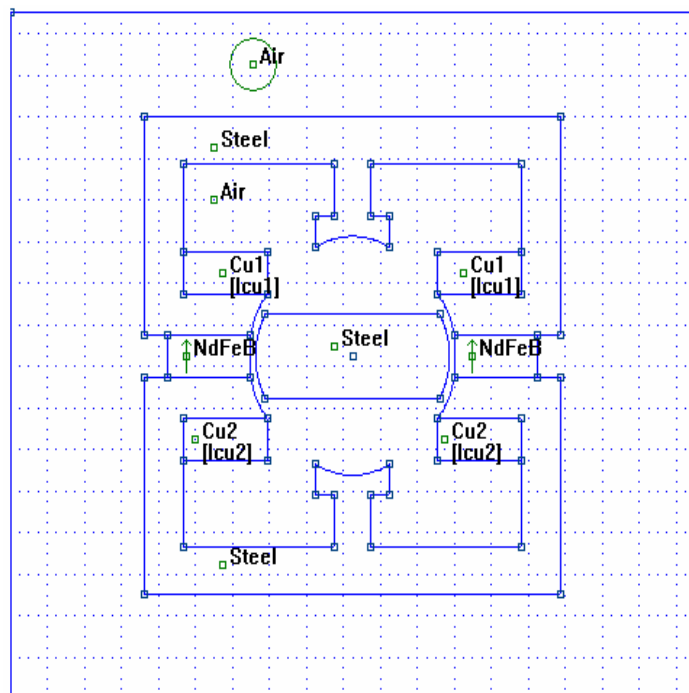 Air
Steel
Air
Cu1
[Icu1]
Cu1
[Icu1]
Steel
NdFeB
NdFeB
Cu2
[Icu2]
Cu2
[Icu2]
Steel